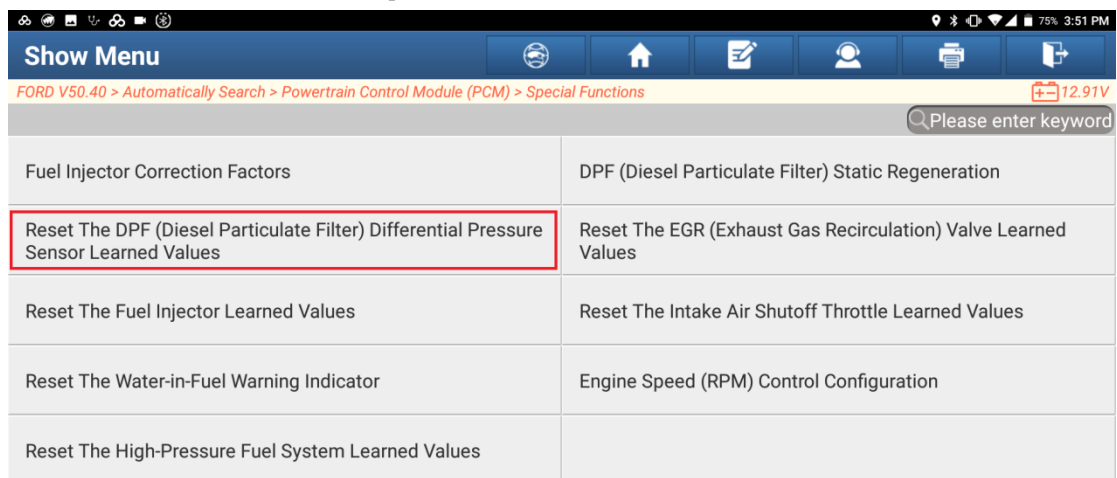 75% 3:51 PM
Show Menu
FORD V50.40 > Automatically Search > Powertrain Control Module (PCM) > Special Functions
12.91V
Please enter keyword
Fuel Injector Correction Factors
DPF (Diesel Particulate Filter) Static Regeneration
Reset The DPF (Diesel Particulate Filter) Differential Pressure
Sensor Learned Values
Reset The EGR (Exhaust Gas Recirculation) Valve Learned
Values
Reset The Fuel Injector Learned Values
Reset The Intake Air Shutoff Throttle Learned Values
Reset The Water-in-Fuel Warning Indicator
Engine Speed (RPM) Control Configuration
Reset The High-Pressure Fuel System Learned Values